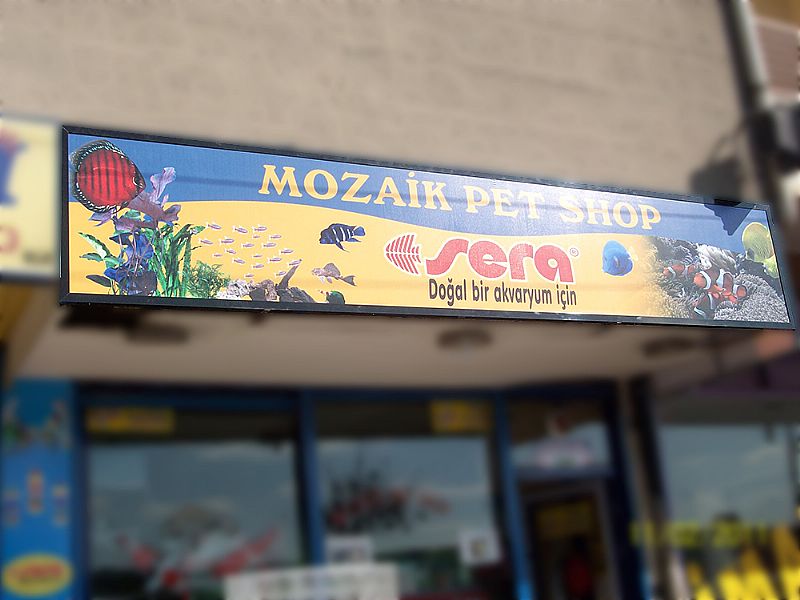 MOZAİK PET SHOP
sera®
Doğal bir akvaryum için